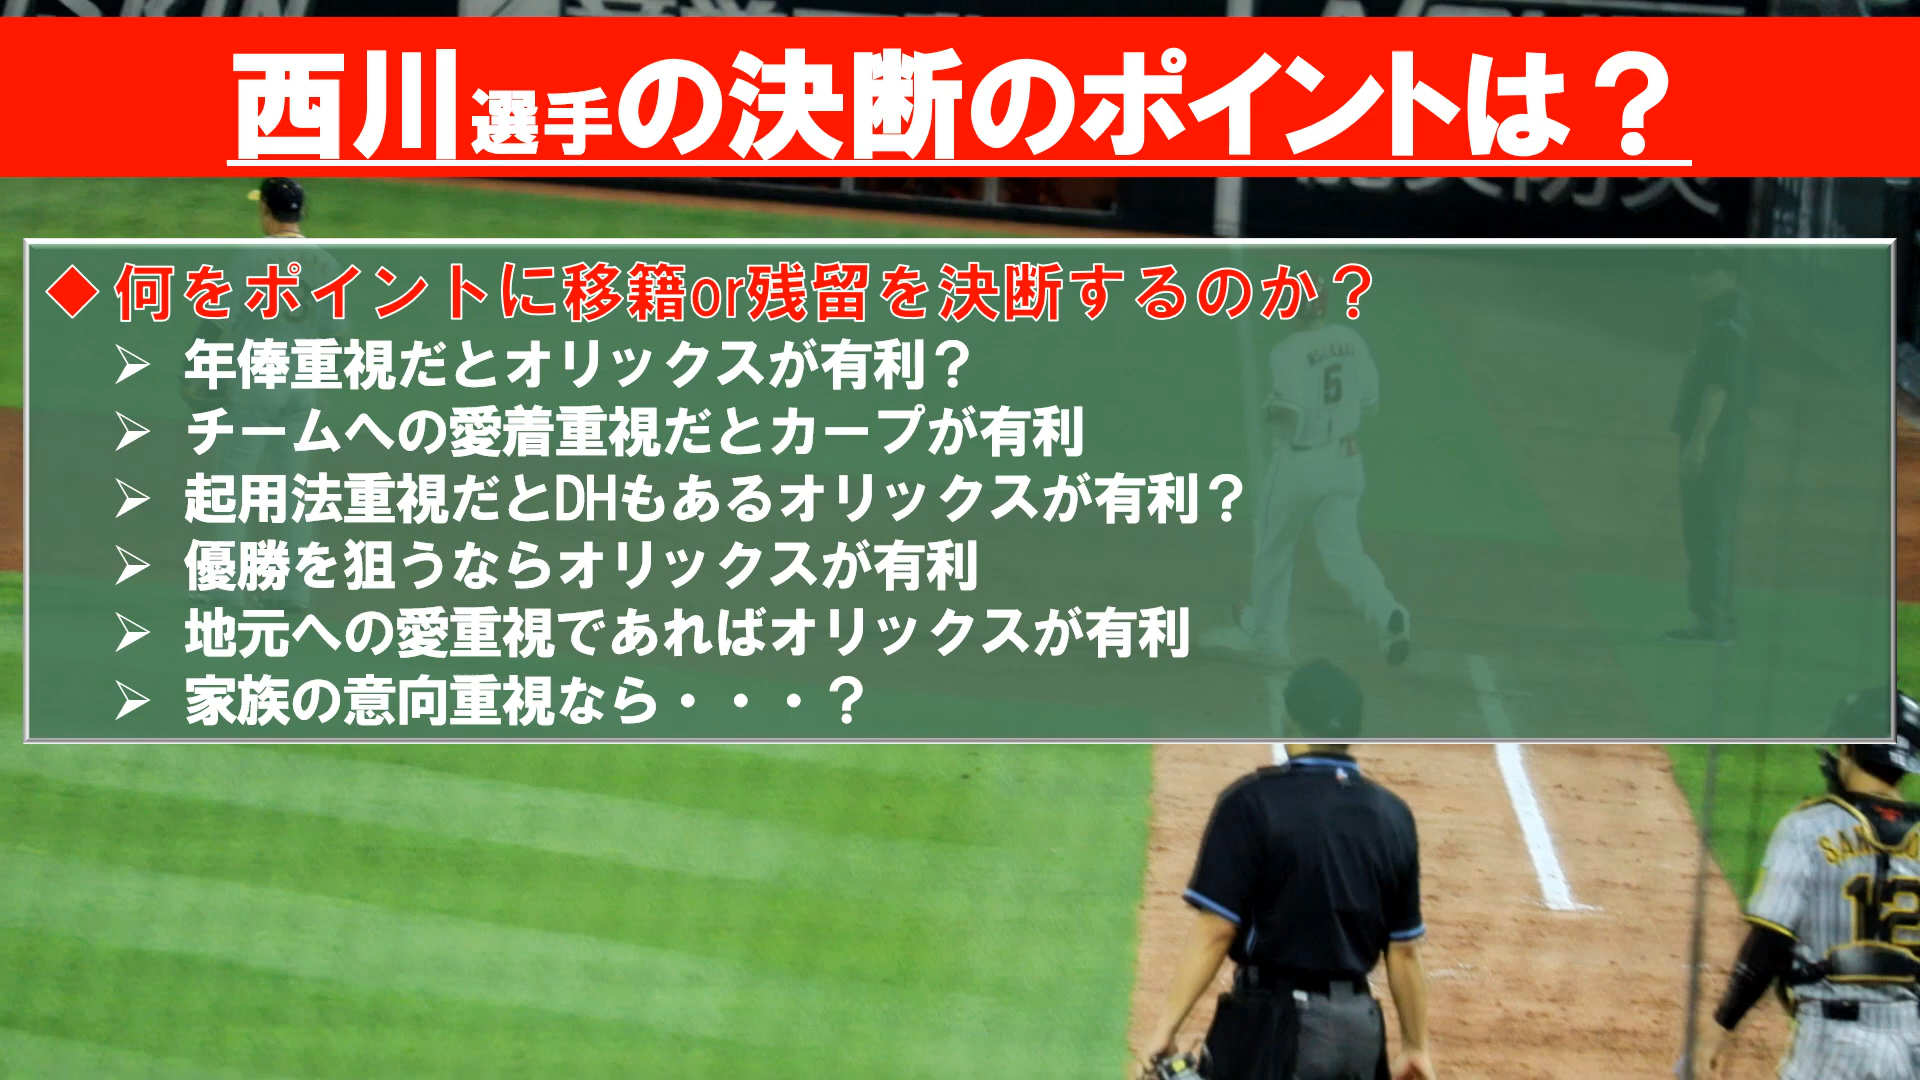 西川選手の決断のポイントは？
◆何をポイントに移籍or残留を決断するのか？
➢ 年俸重視だとオリックスが有利？
➢ チームへの愛着重視だとカープが有利
➢ 起用法重視だとDHもあるオリックスが有利？
➢ 優勝を狙うならオリックスが有利
➢ 地元への愛重視であればオリックスが有利
➢ 家族の意向重視なら・・・？
5
12